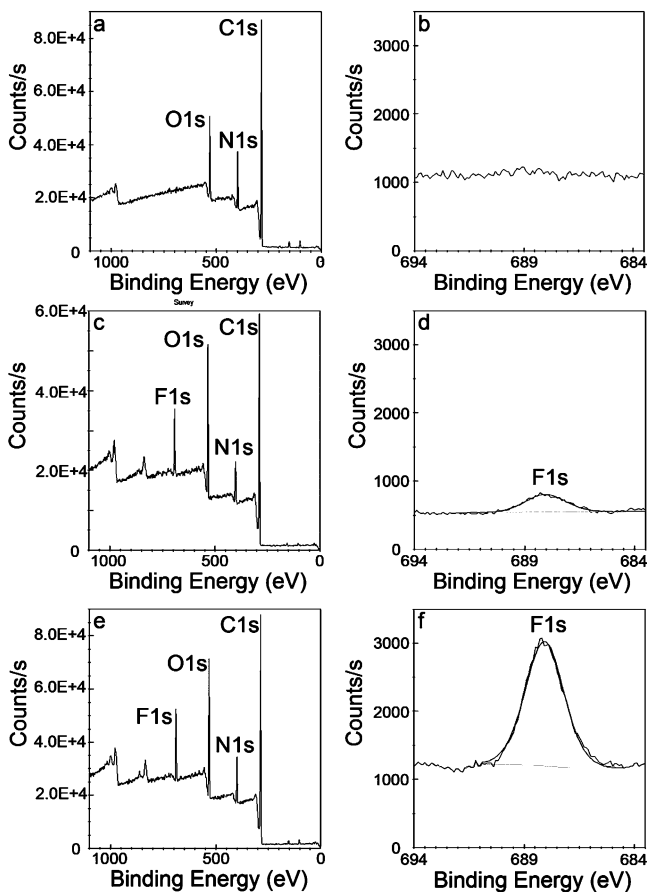 a
C1s
8.0E+4
6.0E+4
O1s
N1s
4.0E+4
2.0E+4
0
Counts/s
1000
500
0
Binding Energy (eV)
b
3000
2000
1000
0
Counts/s
694
689
684
Binding Energy (eV)
Survey
c
6.0E+4
C1s
O1s
F1s
4.0E+4
N1s
2.0E+4
0
Counts/s
1000
500
0
Binding Energy (eV)
d
3000
2000
F1s
1000
0
Counts/s
694
689
684
Binding Energy (eV)
e
C1s
8.0E+4
O1s
6.0E+4
F1s
N1s
4.0E+4
2.0E+4
0
Counts/s
1000
500
0
Binding Energy (eV)
f
F1s
3000
2000
1000
0
Counts/s
694
689
684
Binding Energy (eV)